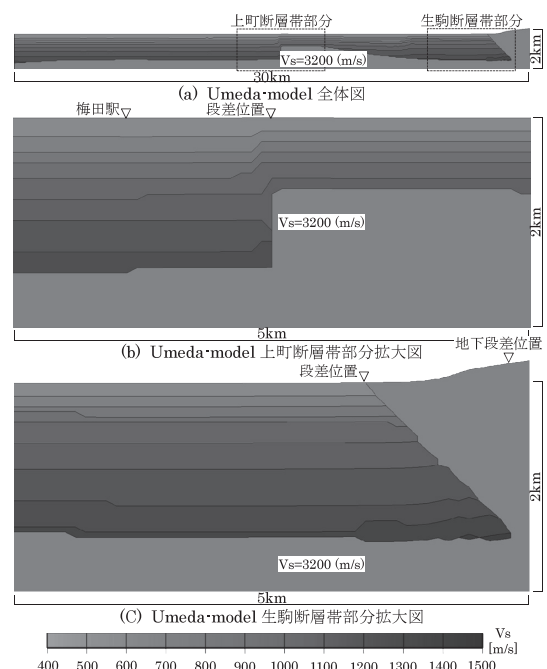 上町断層帯部分 生駒断層帯部分
Vs=3200 (m/s)
2km
30km
(a) Umeda-model 全体図
梅田駅▽ 段差位置▽
Vs=3200 (m/s)
2km
5km
(b) Umeda-model 上町断層帯部分拡大図
地下段差位置
▽
段差位置▽
2km
Vs=3200 (m/s)
5km
(C) Umeda-model 生駒断層帯部分拡大図
Vs
[m/s]
400 500 600 700 800 900 1000 1100 1200 1300 1400 1500